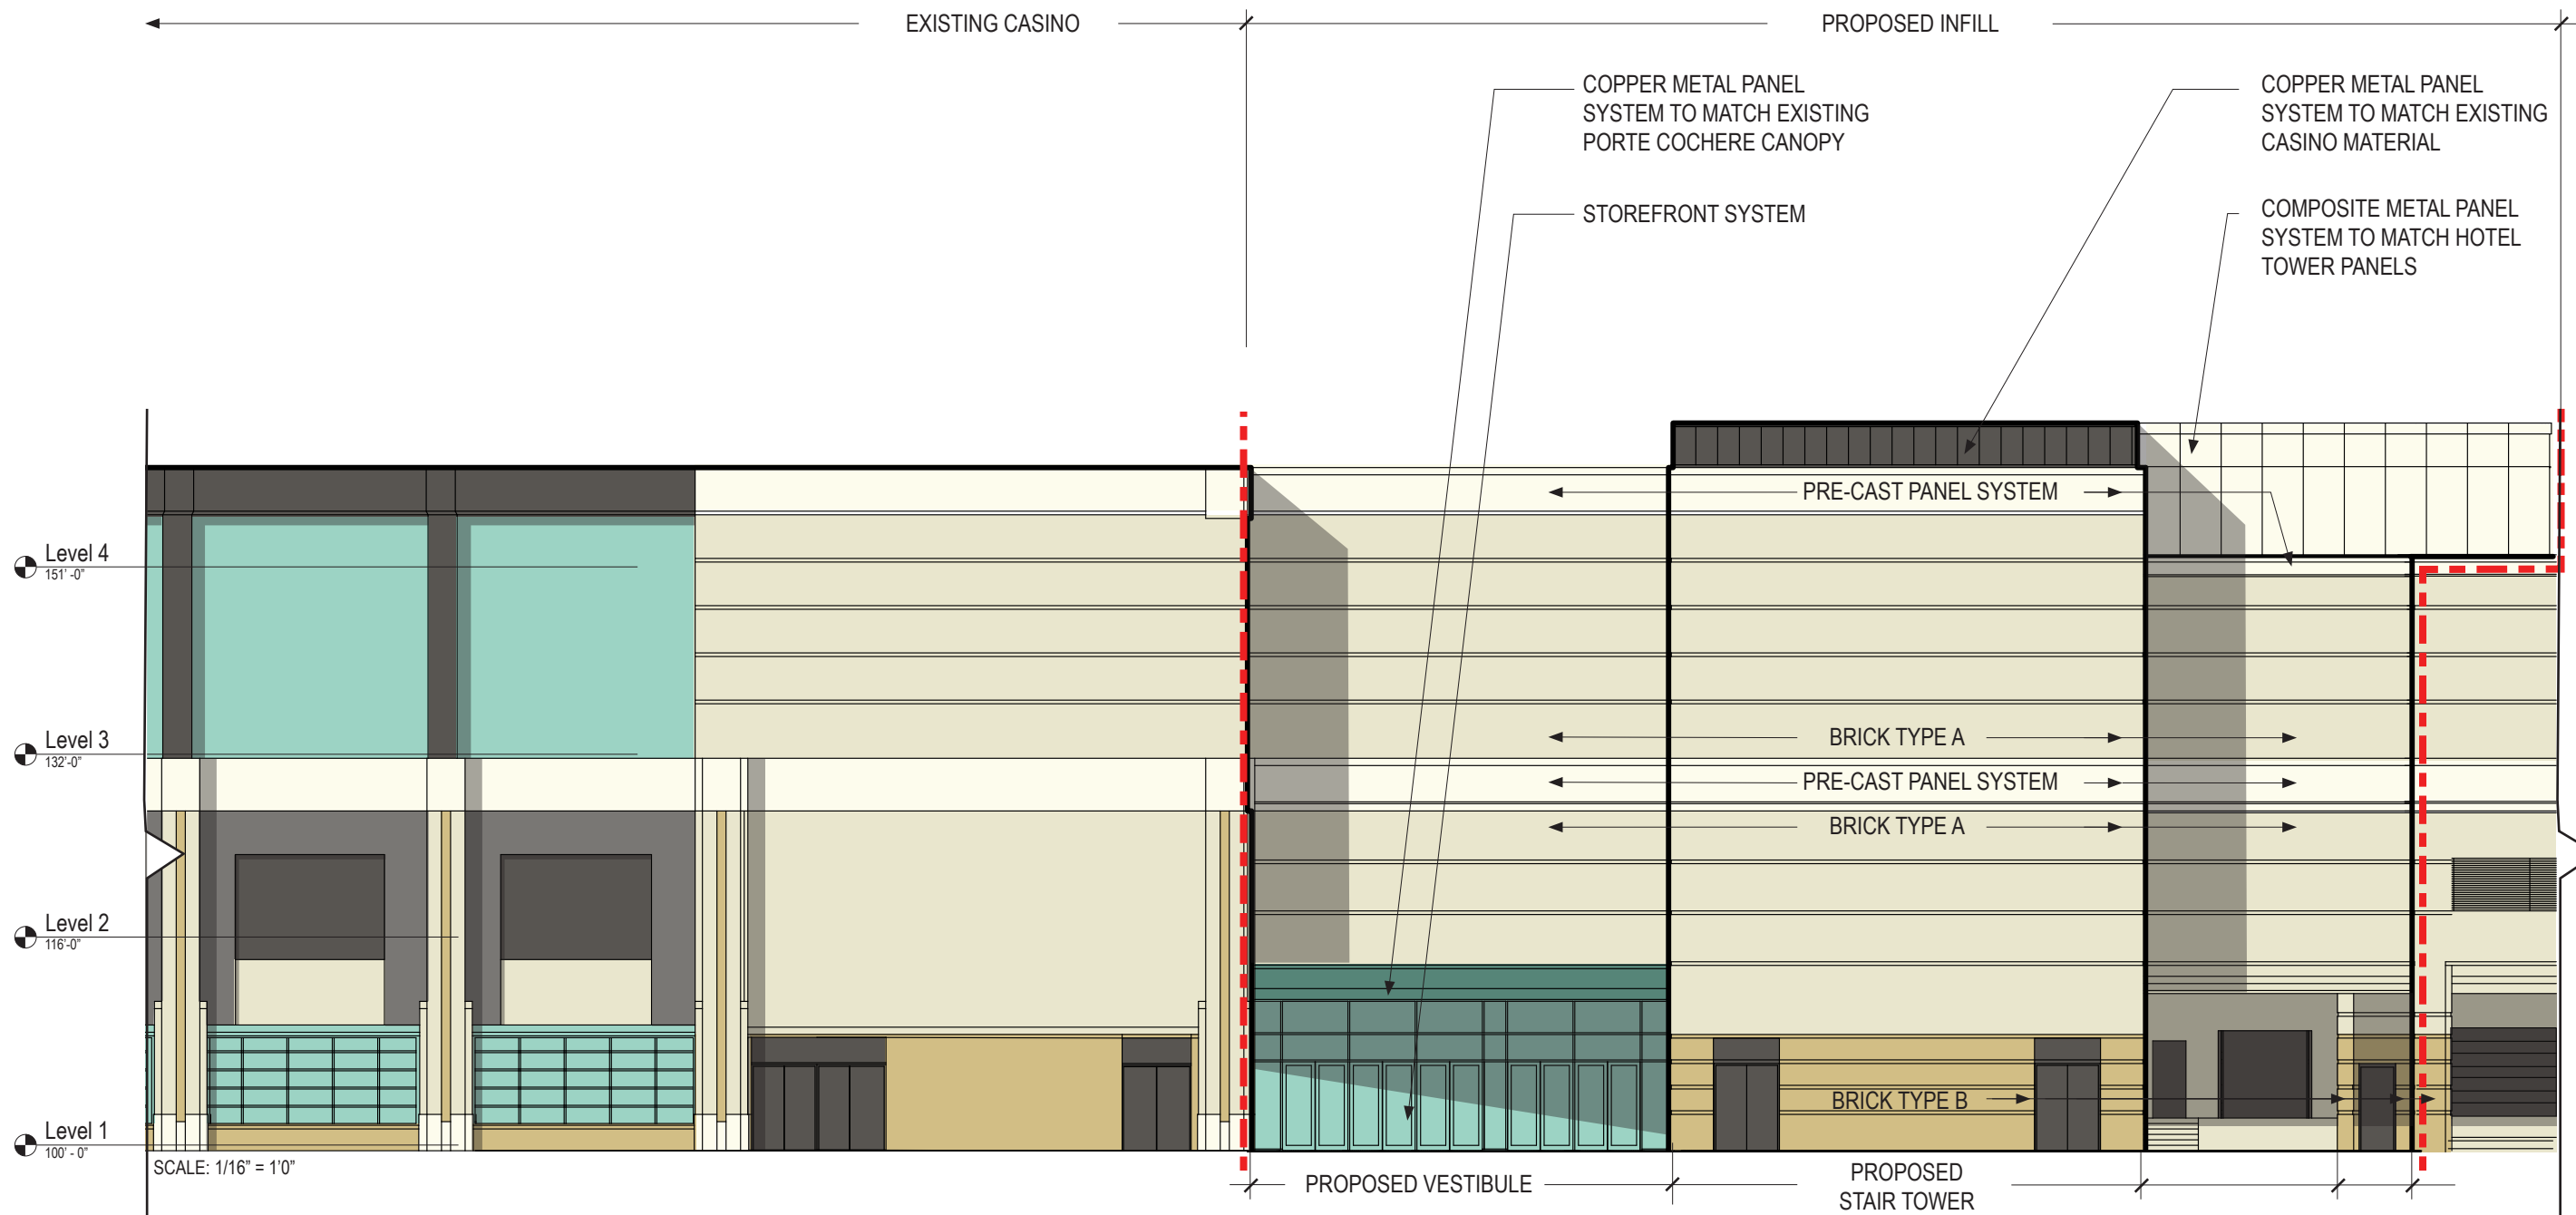 EXISTING CASINO
PROPOSED INFILL
COPPER METAL PANEL
SYSTEM TO MATCH EXISTING
PORTE COCHERE CANOPY
COPPER METAL PANEL
SYSTEM TO MATCH EXISTING
CASINO MATERIAL
STOREFRONT SYSTEM
COMPOSITE METAL PANEL
SYSTEM TO MATCH HOTEL
TOWER PANELS
PRE-CAST PANEL SYSTEM
Level 4
151' -0"
Level 3
132'-0"
BRICK TYPE A
PRE-CAST PANEL SYSTEM
BRICK TYPE A
Level 2
116'-0"
BRICK TYPE B
Level 1
100' - 0"
SCALE: 1/16" = 1'0"
PROPOSED VESTIBULE
PROPOSED
STAIR TOWER